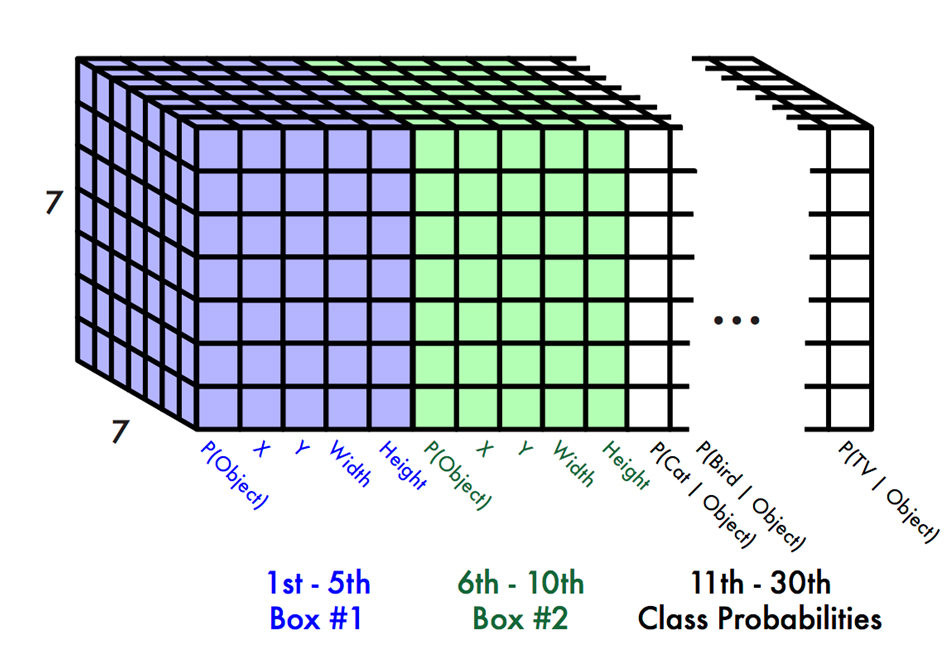 7
7
P(Object)
X
Y
Width
Height
P(Object)
X
Y
Width
Height
P(Cat | Object)
P(Bird | Object)
P(TV | Object)
...
1st - 5th
Box #1
6th - 10th
Box #2
11th - 30th
Class Probabilities